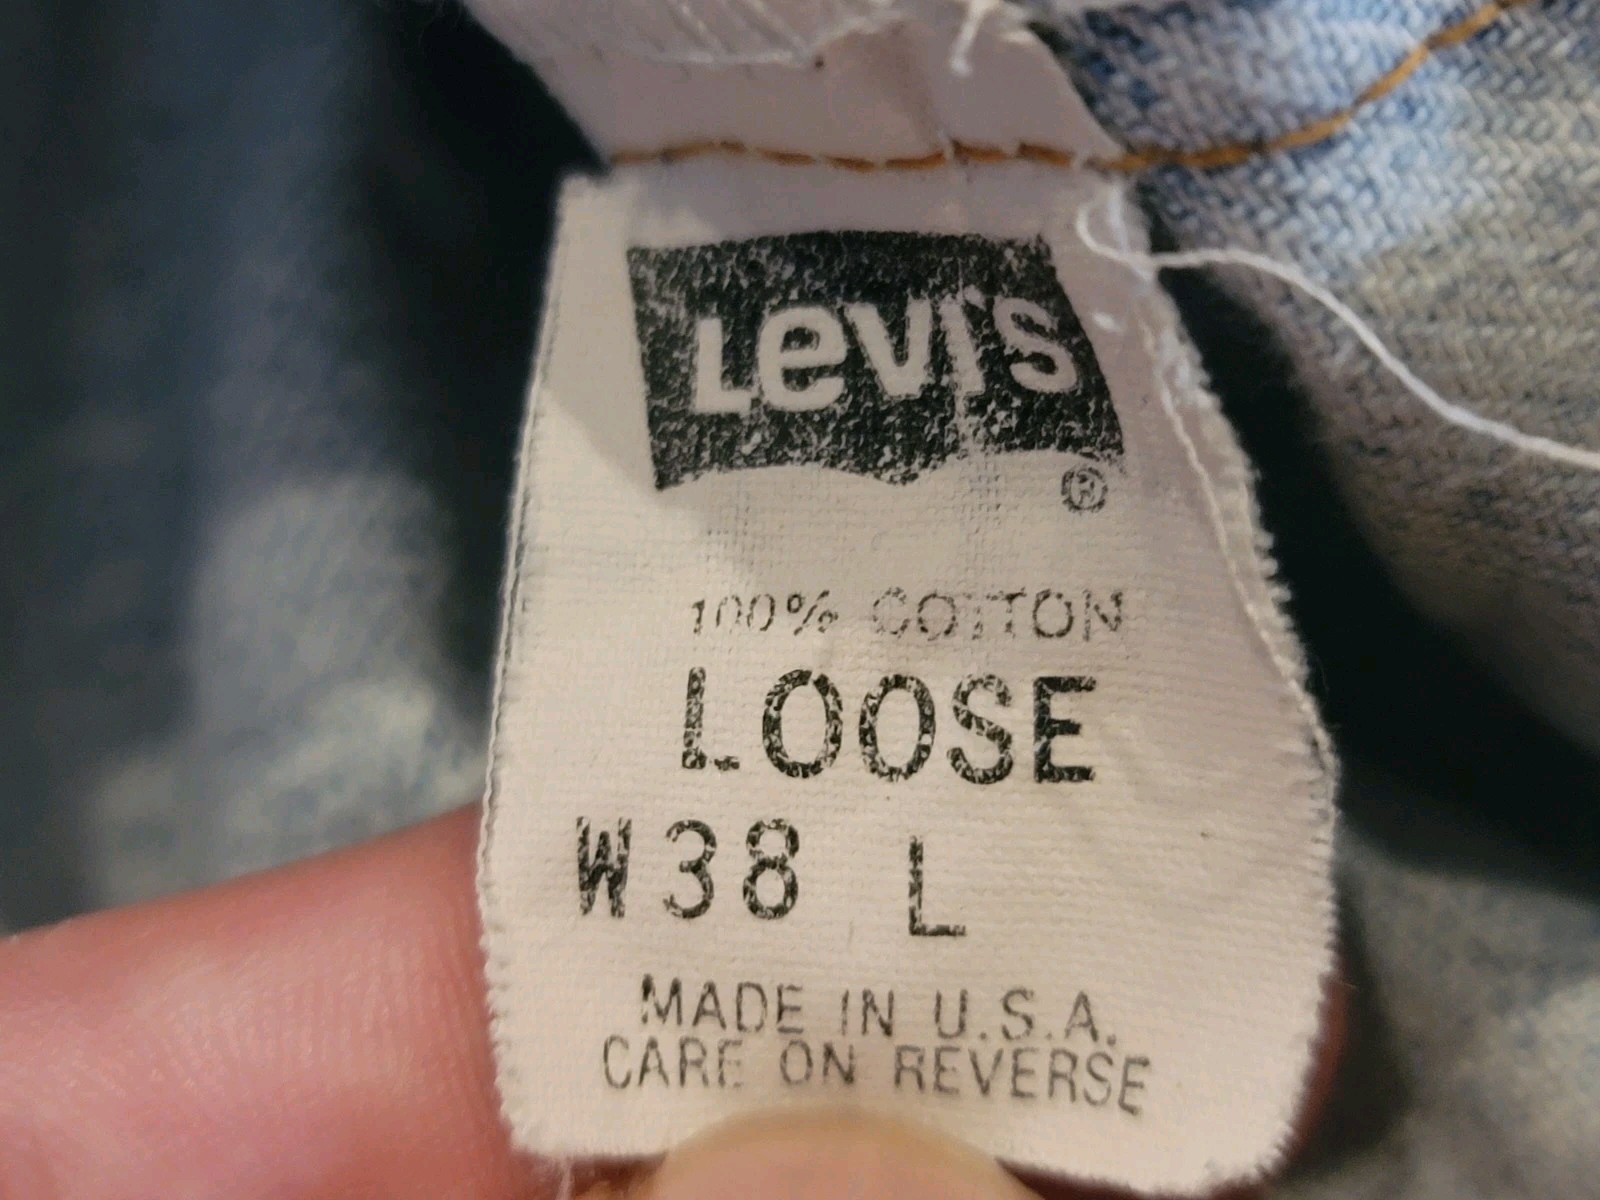 Levi's
®
100% COTTON
LOOSE
W38 L
MADE IN U.S.A.
CARE ON REVERSE